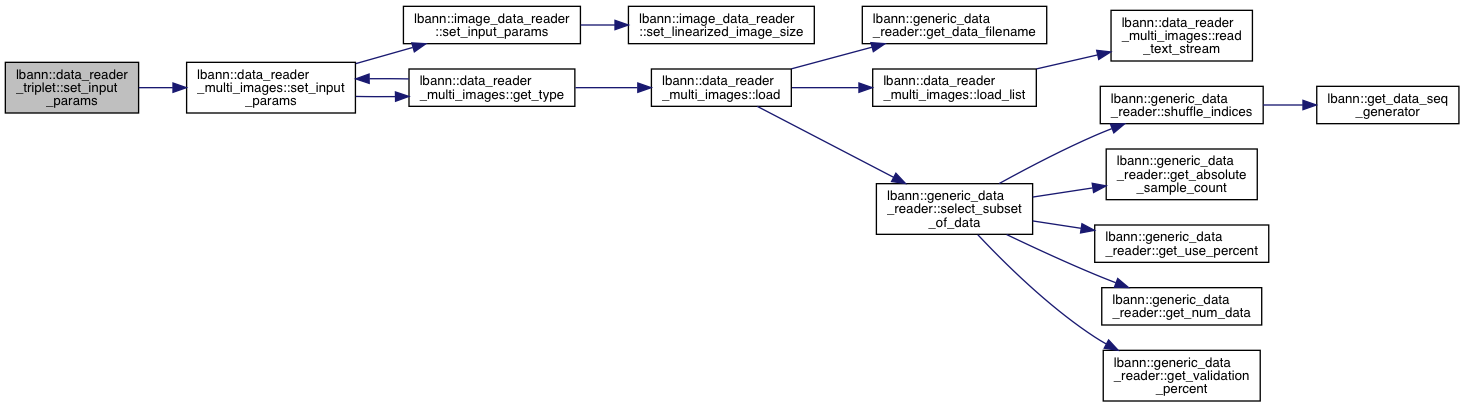 lbann::data_reader
_triplet::set_input
_params
lbann::data_reader
_multi_images::set_input
_params
lbann::image_data_reader
::set_input_params
lbann::data_reader
_multi_images::get_type
lbann::image_data_reader
::set_linearized_image_size
lbann::data_reader
_multi_images::load
lbann::generic_data
_reader::get_data_filename
lbann::data_reader
_multi_images::load_list
lbann::generic_data
_reader::select_subset
_of_data
lbann::data_reader
_multi_images::read
_text_stream
lbann::generic_data
_reader::shuffle_indices
lbann::generic_data
_reader::get_absolute
_sample_count
lbann::generic_data
_reader::get_use_percent
lbann::generic_data
_reader::get_num_data
lbann::generic_data
_reader::get_validation
_percent
lbann::get_data_seq
_generator